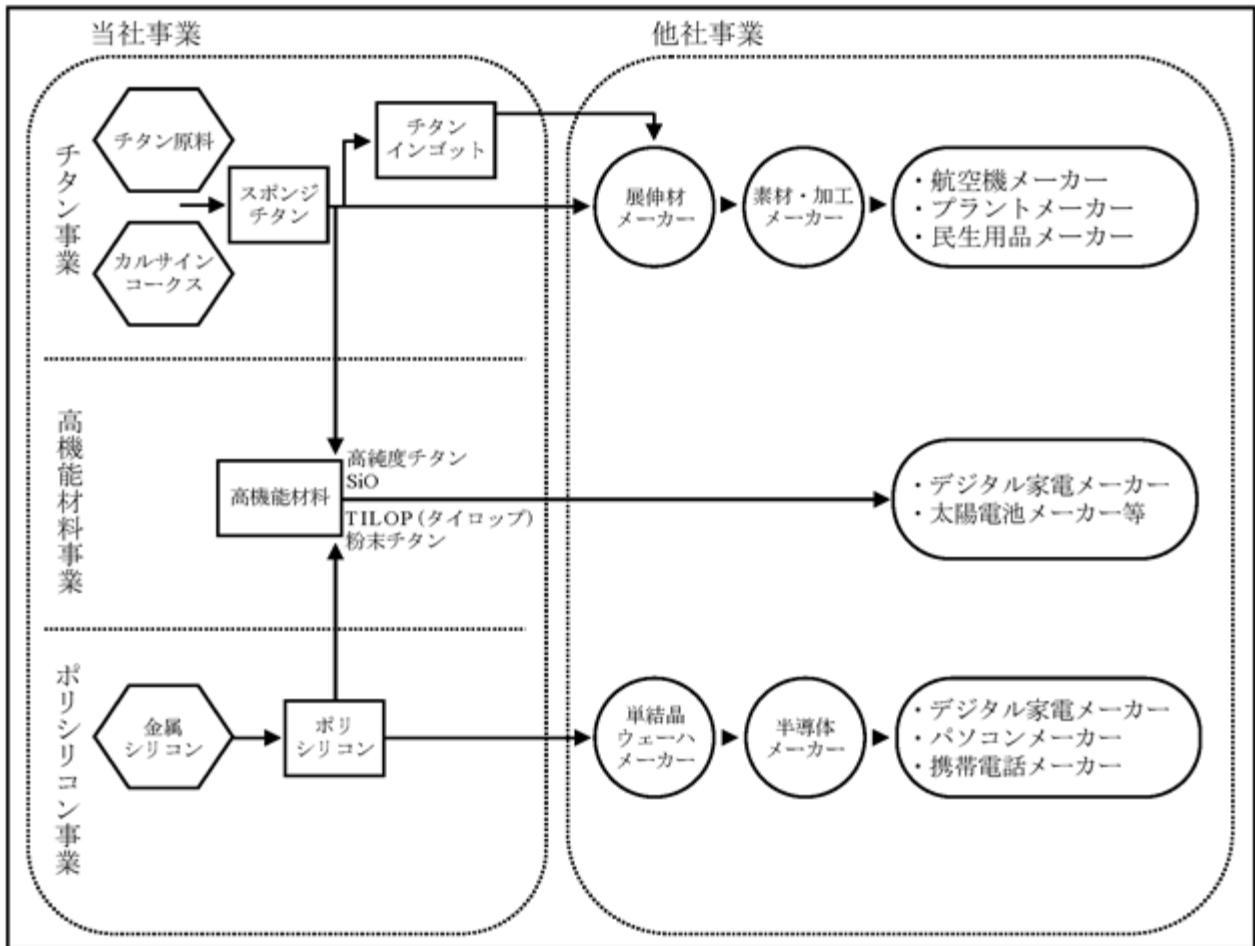 当社事業
他社事業
チタン事業
チタン原料
カルサイン
コークス
スポンジ
チタン
チタン
インゴット
展伸材
メーカー
素材・加工
メーカー
・航空機メーカー
・プラントメーカー
・民生用品メーカー
高機能材料事業
高機能材料
高純度チタン
SiO
TILOP(タイロップ)
粉末チタン
・デジタル家電メーカー
・太陽電池メーカー等
ポリシリコン事業
金属
シリコン
ポリ
シリコン
単結晶
ウェーハ
メーカー
半導体
メーカー
・デジタル家電メーカー
・パソコンメーカー
・携帯電話メーカー